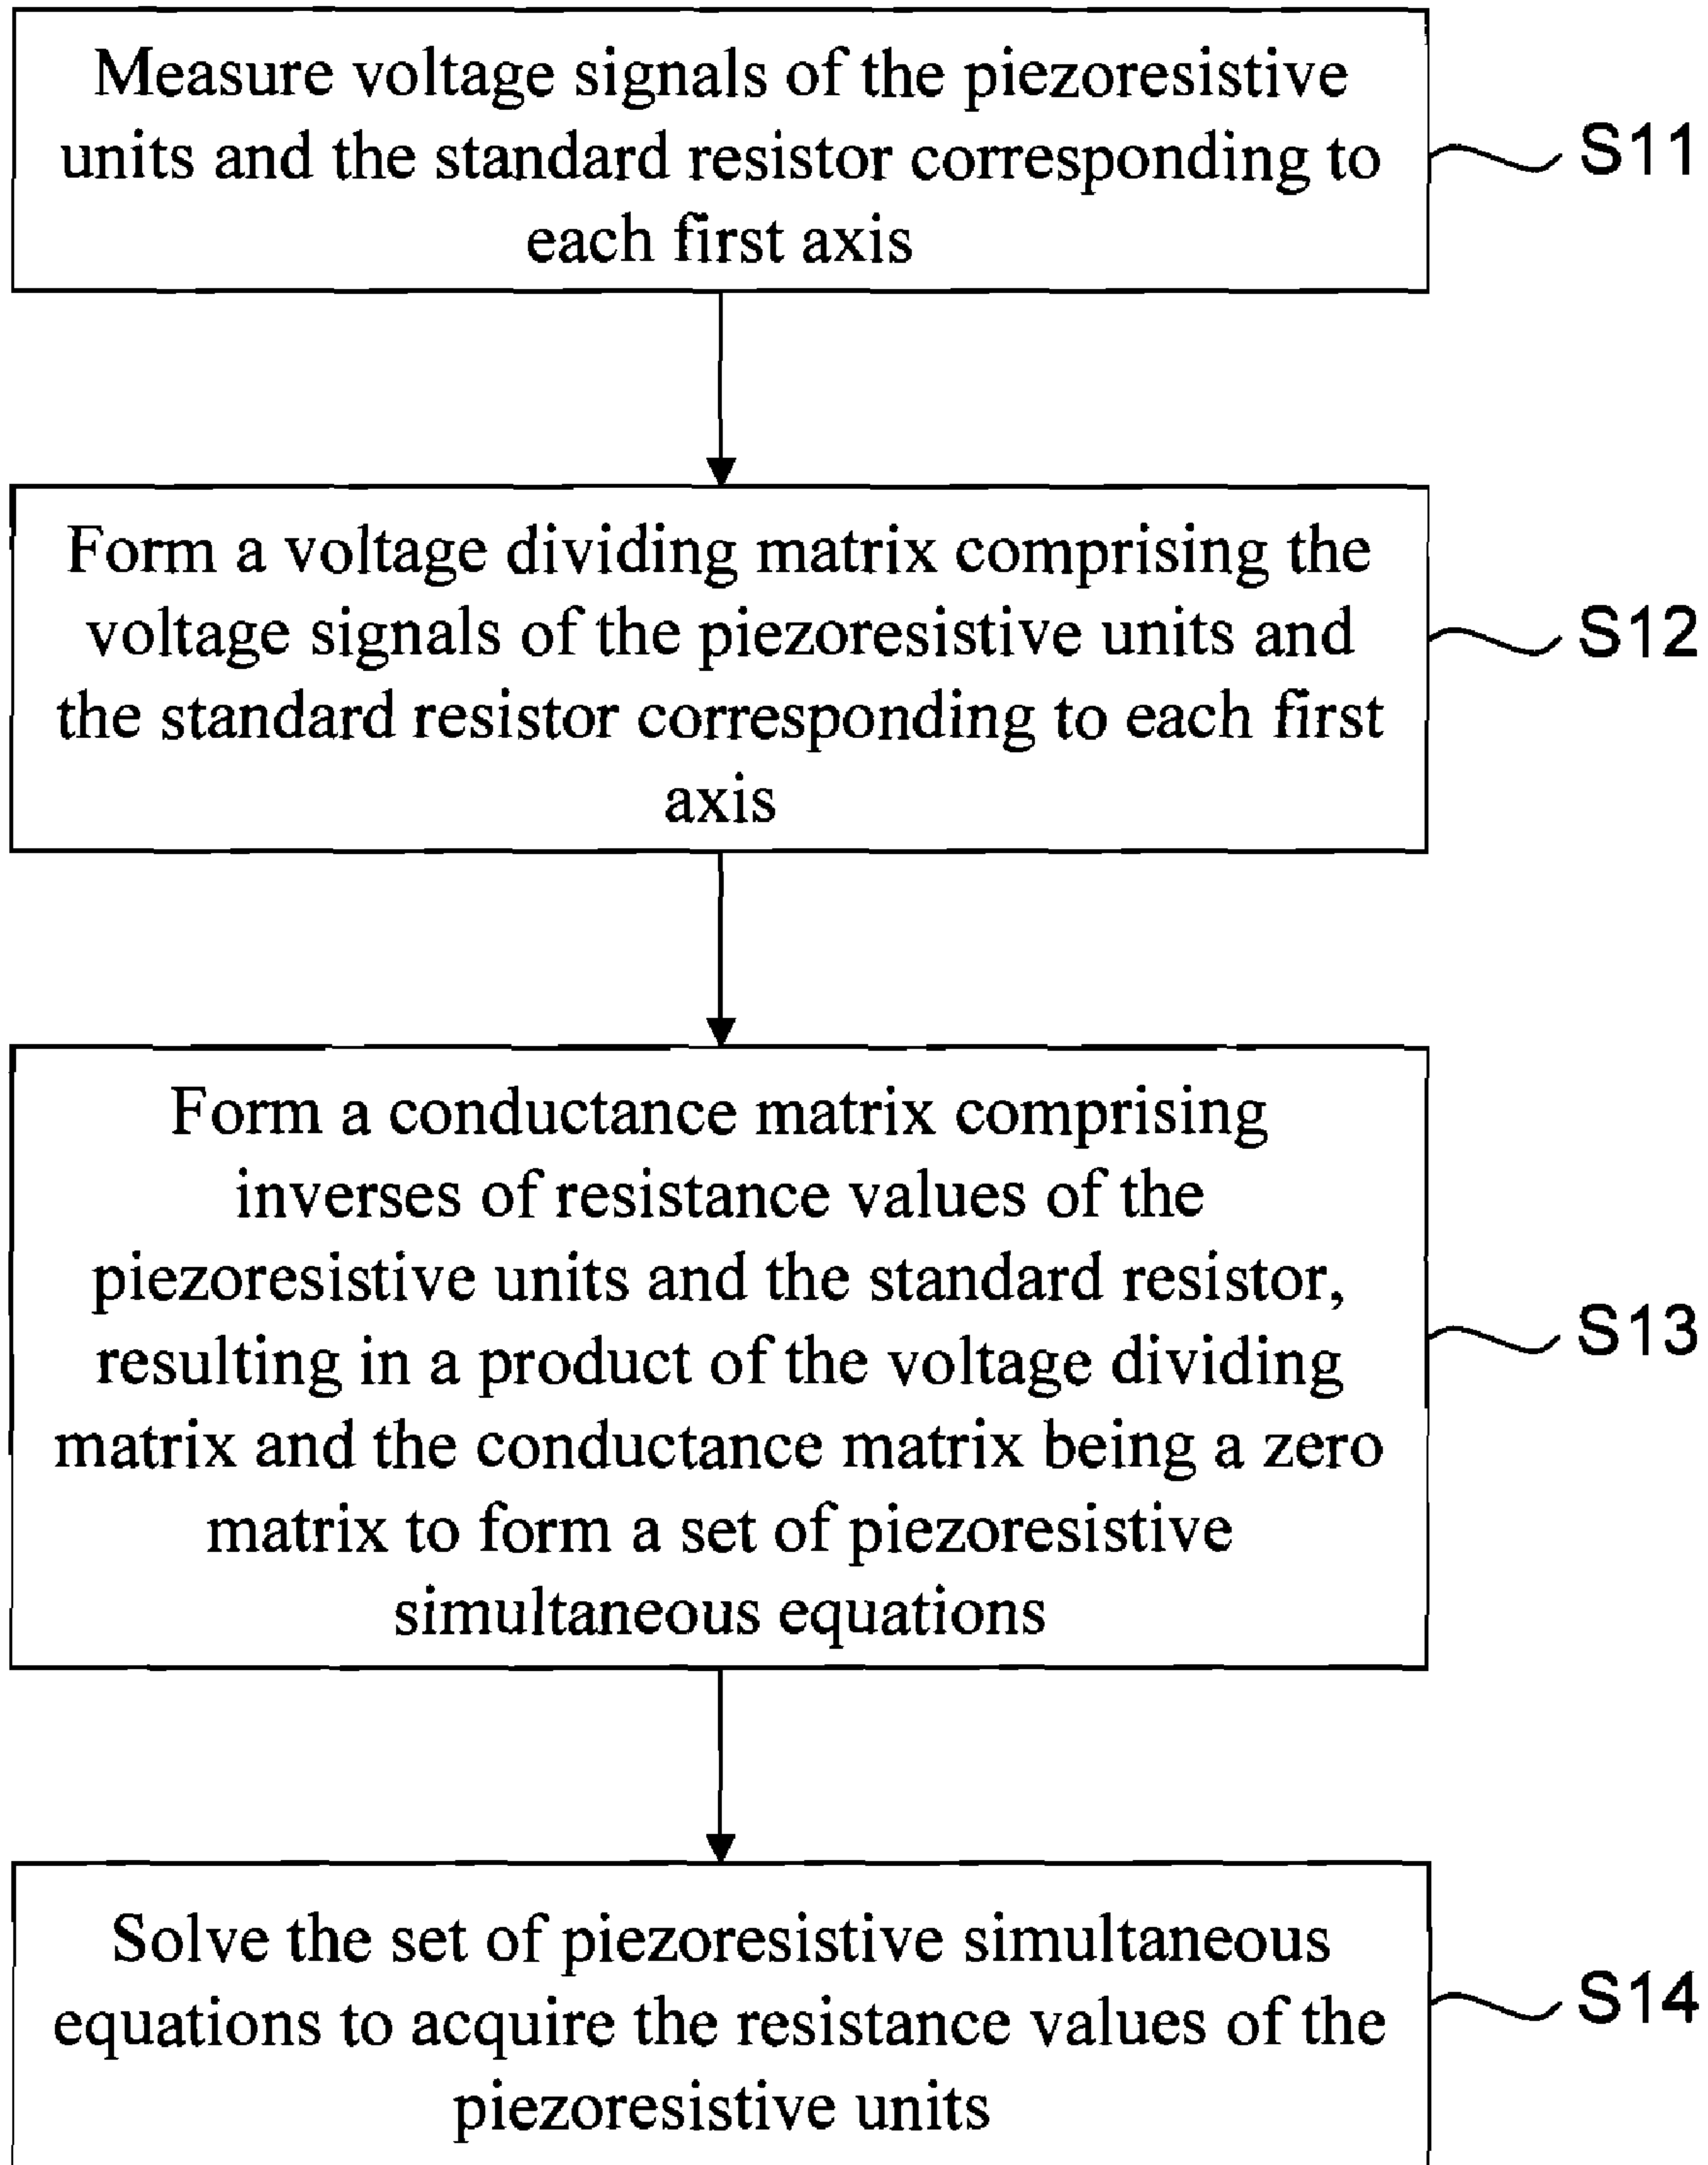 Measure voltage signals of the piezoresistive
units and the standard resistor corresponding to
each first axis
S11
Form a voltage dividing matrix comprising the
voltage signals of the piezoresistive units and
the standard resistor corresponding to each first
axis
S12
Form a conductance matrix comprising
inverses of resistance values of the
piezoresistive units and the standard resistor,
resulting in a product of the voltage dividing
matrix and the conductance matrix being a zero
matrix to form a set of piezoresistive
simultaneous equations
S13
Solve the set of piezoresistive simultaneous
equations to acquire the resistance values of the
piezoresistive units
S14